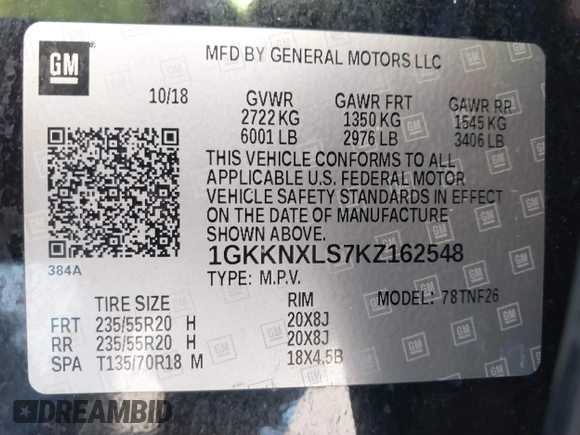 GM
MFD BY GENERAL MOTORS LLC
10/18 GVWR GAWR FRT GAWR RR
2722 KG 1350 KG 1545 KG
6001 LB 2976 LB 3406 LB
THIS VEHICLE CONFORMS TO ALL
APPLICABLE U.S. FEDERAL MOTOR
VEHICLE SAFETY STANDARDS IN EFFECT
ON THE DATE OF MANUFACTURE
SHOWN ABOVE.
384A
1GKKNXLS7KZ162548
TYPE: M.P.V. MODEL: 78TNF26
TIRE SIZE RIM
FRT 235/55R20 H 20X8J
RR 235/55R20 H 20X8J
SPA T135/70R18 M 18X4.5B
DREAMBID